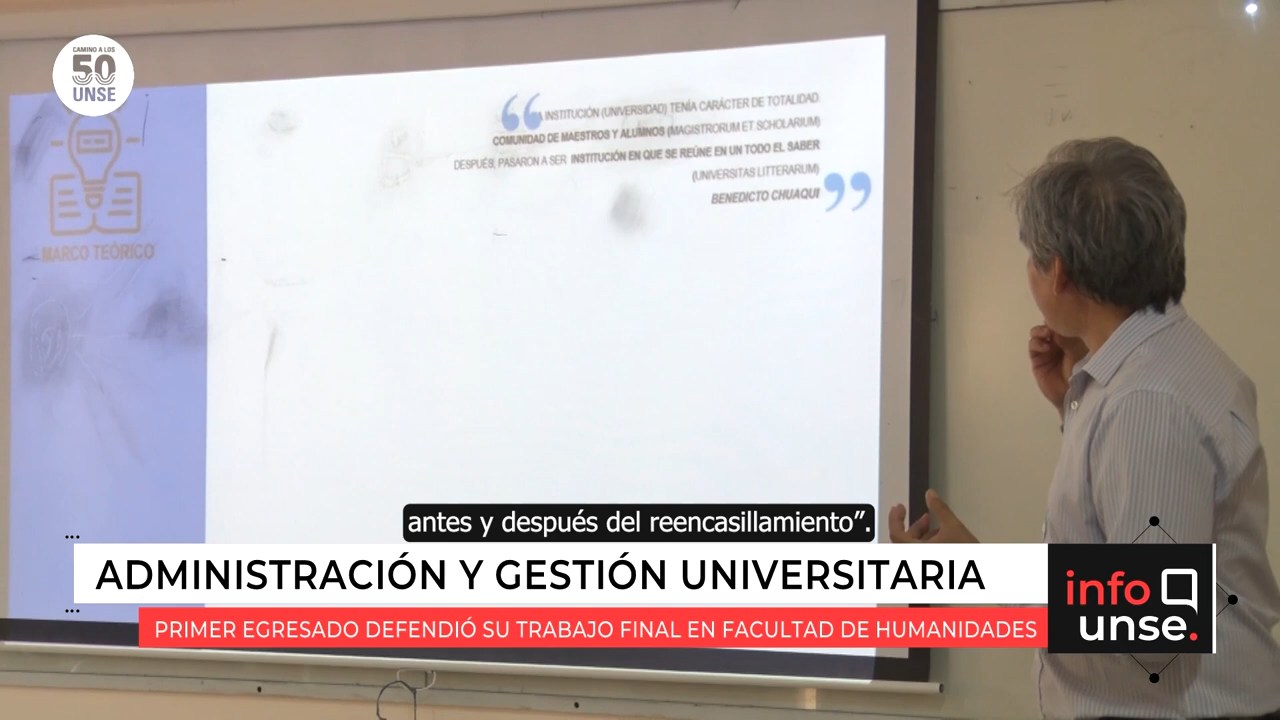 CAMINO A LOS
50
UNSE
INSTITUCIÓN (UNIVERSIDAD) TENÍA CARÁCTER DE TOTALIDAD.
COMUNIDAD DE MAESTROS Y ALUMNOS (MAGISTRORUM ET SCHOLARIUM)
DESPUÉS, PASARON A SER INSTITUCIÓN EN QUE SE REÚNE EN UN TODO EL SABER
(UNIVERSITAS LITTERARUM)
BENEDICTO CHUAQUI
MARCO TEÓRICO
antes y después del reencasillamiento”.
ADMINISTRACIÓN Y GESTIÓN UNIVERSITARIA
PRIMER EGRESADO DEFENDIÓ SU TRABAJO FINAL EN FACULTAD DE HUMANIDADES
info
unse.